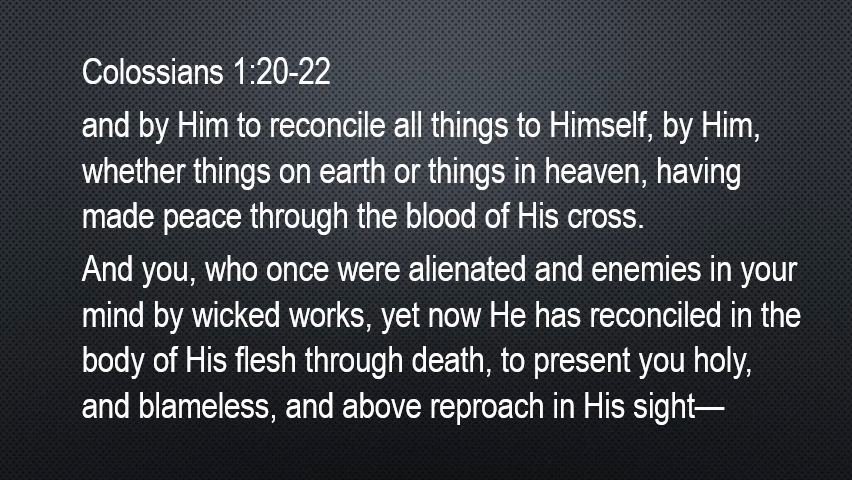 Colossians 1:20-22
and by Him to reconcile all things to Himself, by Him,
whether things on earth or things in heaven, having
made peace through the blood of His cross.
And you, who once were alienated and enemies in your
mind by wicked works, yet now He has reconciled in the
body of His flesh through death, to present you holy,
and blameless, and above reproach in His sight—